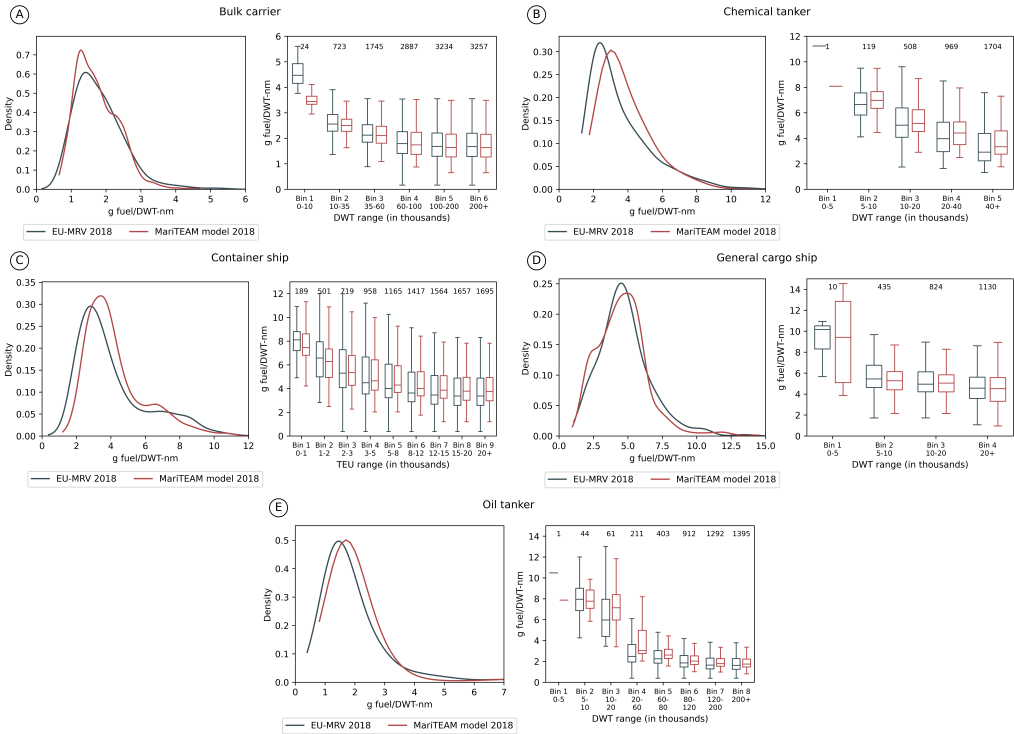 A
Bulk carrier
Density
0.7
0.6
0.5
0.4
0.3
0.2
0.1
0.0
0 1 2 3 4 5 6
g fuel/DWT-nm
g fuel/DWT-nm
6
5
4
3
2
1
0
24 723 1745 2887 3234 3257
Bin 1 Bin 2 Bin 3 Bin 4 Bin 5 Bin 6
0-10 10-35 35-60 60-100 100-200 200+
DWT range (in thousands)
EU-MRV 2018 MariTEAM model 2018
B
Chemical tanker
Density
0.30
0.25
0.20
0.15
0.10
0.05
0.00
0 2 4 6 8 10 12
g fuel/DWT-nm
g fuel/DWT-nm
12
10
8
6
4
2
0
1 119 508 969 1704
Bin 1 Bin 2 Bin 3 Bin 4 Bin 5
0-5 5-10 10-20 20-40 40+
DWT range (in thousands)
EU-MRV 2018 MariTEAM model 2018
C
Container ship
Density
0.35
0.30
0.25
0.20
0.15
0.10
0.05
0.00
0 2 4 6 8 10 12
g fuel/DWT-nm
g fuel/DWT-nm
12
10
8
6
4
2
0
189 501 719 958 1165 1417 1564 1657 1695
Bin 1 Bin 2 Bin 3 Bin 4 Bin 5 Bin 6 Bin 7 Bin 8 Bin 9
0-1 1-2 2-3 3-5 5-8 8-12 12-15 15-20 20+
TEU range (in thousands)
EU-MRV 2018 MariTEAM model 2018
D
General cargo ship
Density
0.25
0.20
0.15
0.10
0.05
0.00
0.0 2.5 5.0 7.5 10.0 12.5 15.0
g fuel/DWT-nm
g fuel/DWT-nm
14
12
10
8
6
4
2
0
10 435 824 1130
Bin 1 Bin 2 Bin 3 Bin 4
0-5 5-10 10-20 20+
DWT range (in thousands)
EU-MRV 2018 MariTEAM model 2018
E
Oil tanker
Density
0.5
0.4
0.3
0.2
0.1
0.0
0 1 2 3 4 5 6 7
g fuel/DWT-nm
EU-MRV 2018 MariTEAM model 2018
g fuel/DWT-nm
14
12
10
8
6
4
2
0
1 44 61 211 403 912 1292 1395
Bin 1 Bin 2 Bin 3 Bin 4 Bin 5 Bin 6 Bin 7 Bin 8
0-5 5- 10- 20- 60- 80- 120- 200+
10 20 60 80 120 200
DWT range (in thousands)